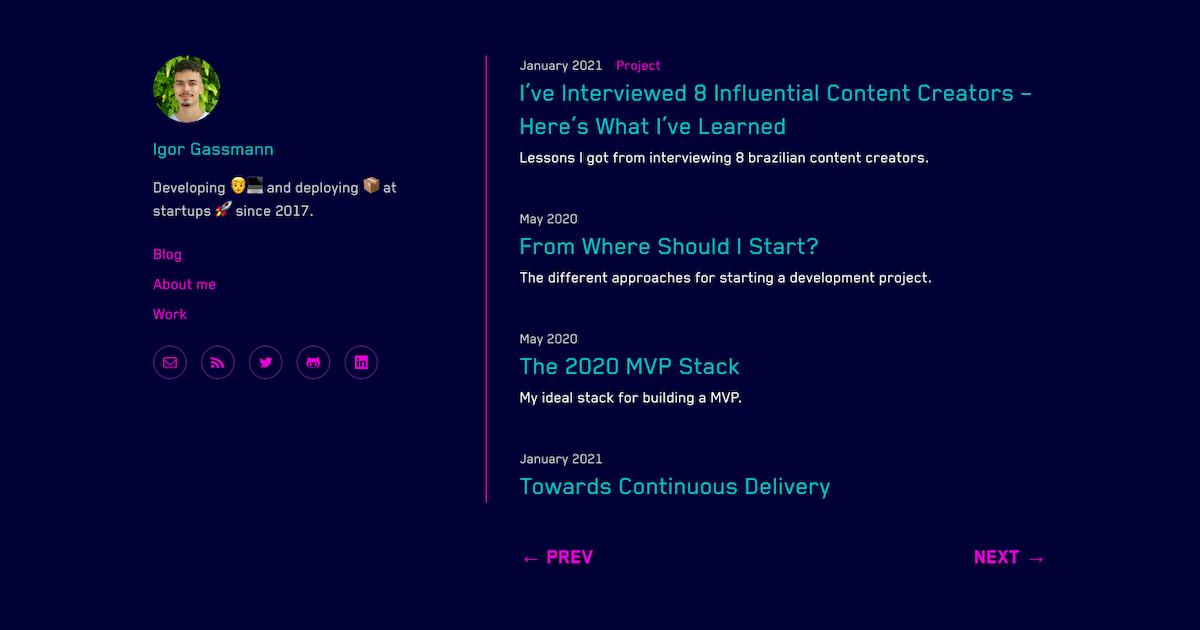 Igor Gassmann
Developing 👨‍💻 and deploying 📦 at
startups 🚀 since 2017.
Blog
About me
Work
January 2021 Project
I've Interviewed 8 Influential Content Creators –
Here's What I've Learned
Lessons I got from interviewing 8 brazilian content creators.
May 2020
From Where Should I Start?
The different approaches for starting a development project.
May 2020
The 2020 MVP Stack
My ideal stack for building a MVP.
January 2021
Towards Continuous Delivery
← PREV
NEXT →